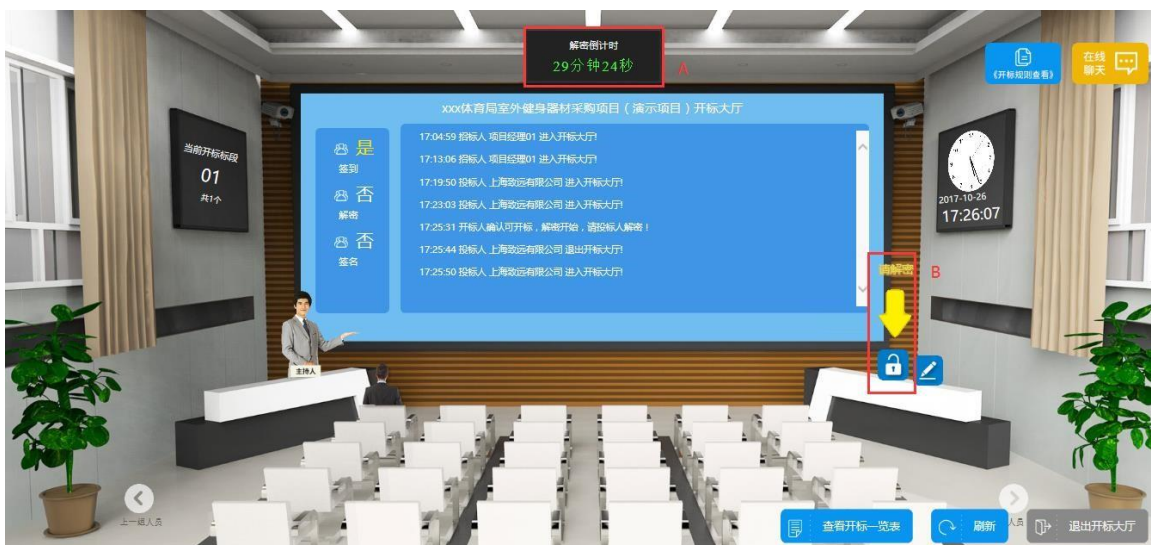 解密倒计时
29分钟24秒
A
《开标规则查看》
在线
聊天
xxx体育局室外健身器材采购项目（演示项目）开标大厅
当前开标标段
01
共1个
是
签到
否
解密
否
签名
17:04:59 招标人 项目经理01 进入开标大厅!
17:13:06 招标人 项目经理01 进入开标大厅!
17:19:50 投标人 上海致远有限公司 进入开标大厅!
17:23:03 投标人 上海致远有限公司 进入开标大厅!
17:25:31 开标人确认可开标，解密开始，请投标人解密！
17:25:44 投标人 上海致远有限公司 退出开标大厅!
17:25:50 投标人 上海致远有限公司 进入开标大厅!
2017-10-26
17:26:07
请解密
B
主持人
上一组人员
人员
查看开标一览表
刷新
退出开标大厅